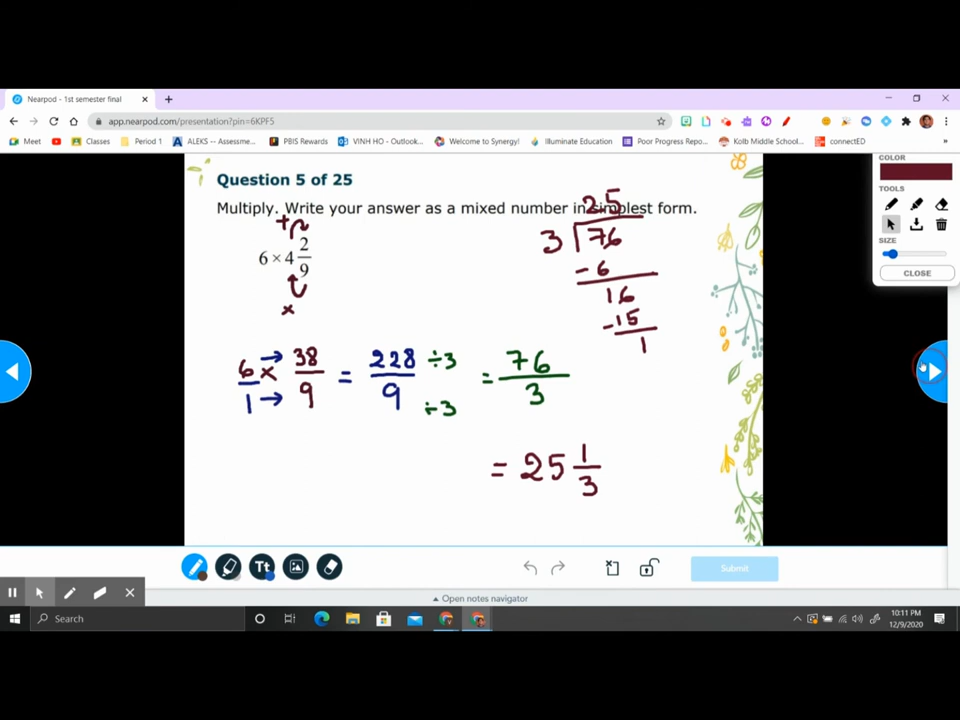 Nearpod - 1st semester final
app.nearpod.com/presentation?pin=6KPF5
Meet Classes Period 1 ALEKS -- Assessme... PBIS Rewards VINH HO - Outlook... Welcome to Synergy! Illuminate Education Poor Progress Repo... Kolb Middle School... connectED »
COLOR
TOOLS
SIZE
CLOSE
Question 5 of 25
Multiply. Write your answer as a mixed number in simplest form.
6 × 4 2/9
+
×
25
3 76
-6
16
-15
1
6/1 × 38/9 = 228/9 ÷3 ÷3 = 76/3
= 25 1/3
Tt
Submit
Open notes navigator
Search
10:11 PM
12/9/2020